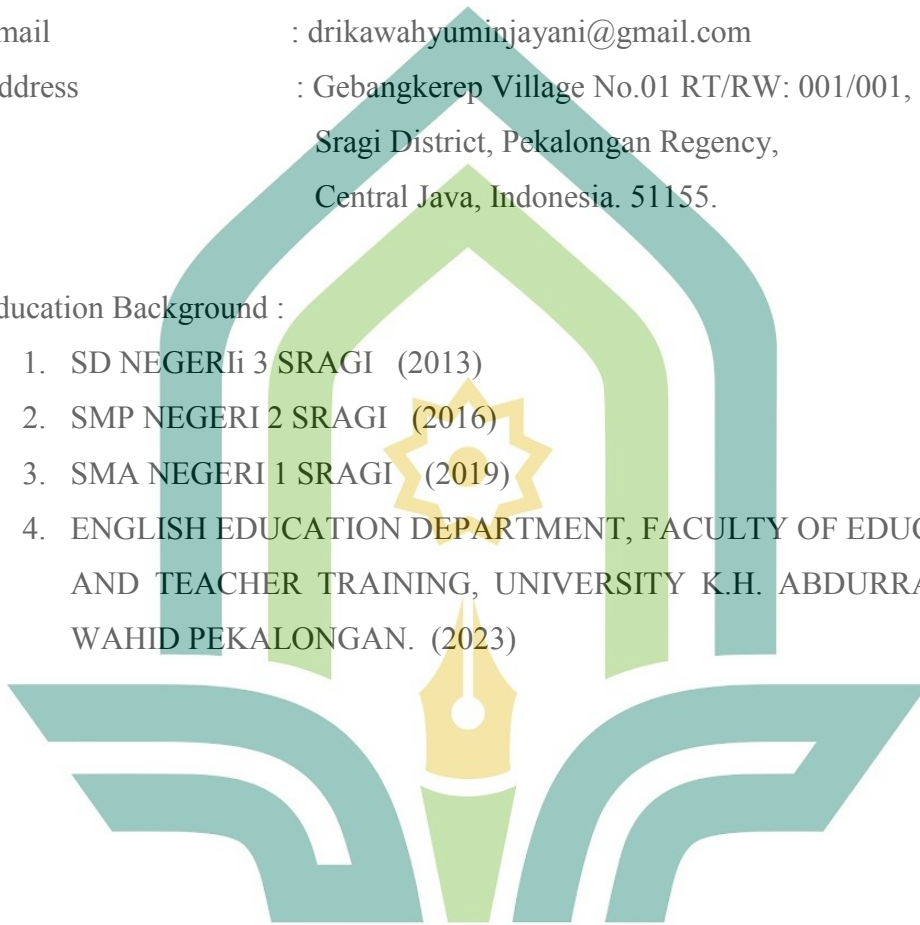 mail : drikawahyuminjayani@gmail.com
ddress : Gebangkerep Village No.01 RT/RW: 001/001,
Sragi District, Pekalongan Regency,
Central Java, Indonesia. 51155.
ducation Background :
1. SD NEGERIi 3 SRAGI (2013)
2. SMP NEGERI 2 SRAGI (2016)
3. SMA NEGERI 1 SRAGI (2019)
4. ENGLISH EDUCATION DEPARTMENT, FACULTY OF EDUC
AND TEACHER TRAINING, UNIVERSITY K.H. ABDURRA
WAHID PEKALONGAN. (2023)